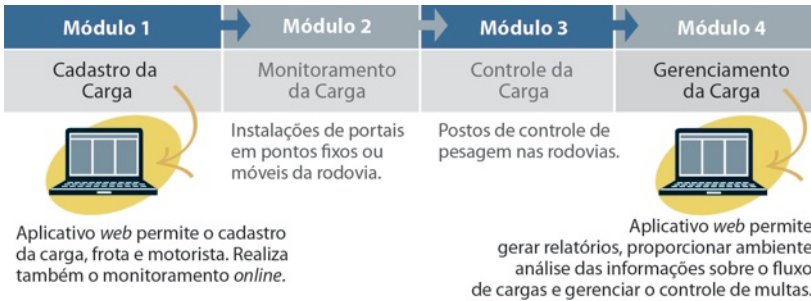 Módulo 1
Módulo 2
Módulo 3
Módulo 4
Cadastro da
Carga
Monitoramento
da Carga
Controle da
Carga
Gerenciamento
da Carga
Instalações de portais
em pontos fixos ou
móveis da rodovia.
Postos de controle de
pesagem nas rodovias.
Aplicativo web permite o cadastro
da carga, frota e motorista. Realiza
também o monitoramento online.
Aplicativo web permite
gerar relatórios, proporcionar ambiente
análise das informações sobre o fluxo
de cargas e gerenciar o controle de multas.